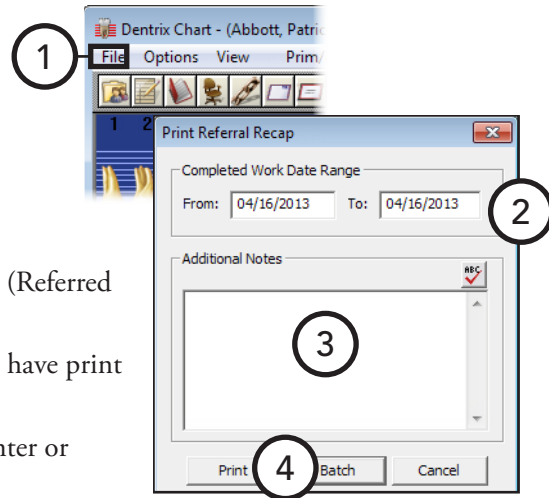 Dentrix Chart - (Abbott, Patric
1
File Options View Prim/
1 2
Print Referral Recap
Completed Work Date Range
From: 04/16/2013 To: 04/16/2013
2
(Referred
Additional Notes
ABC
3
have print
nter or
Print 4 Batch Cancel